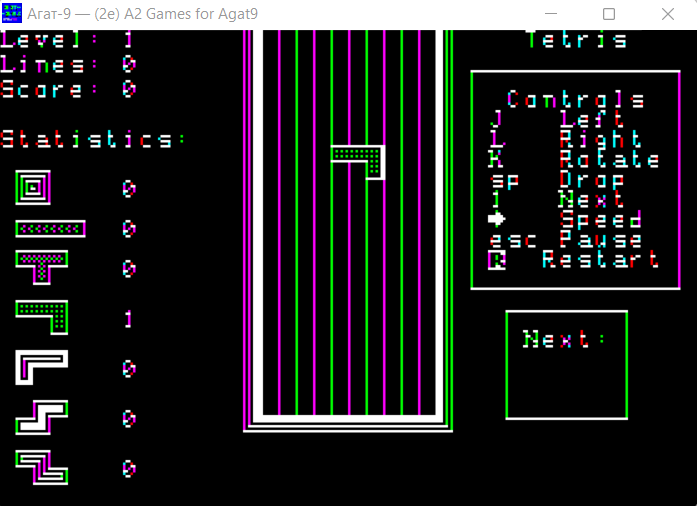 Агат-9 — (2e) A2 Games for Agat9
Level: 1
Lines: 0
Score: 0
Statistics:
0
0
0
1
0
0
0
Tetris
Controls
J Left
L Right
K Rotate
sp Drop
1 Next
➡ Speed
esc Pause
Restart
Next: